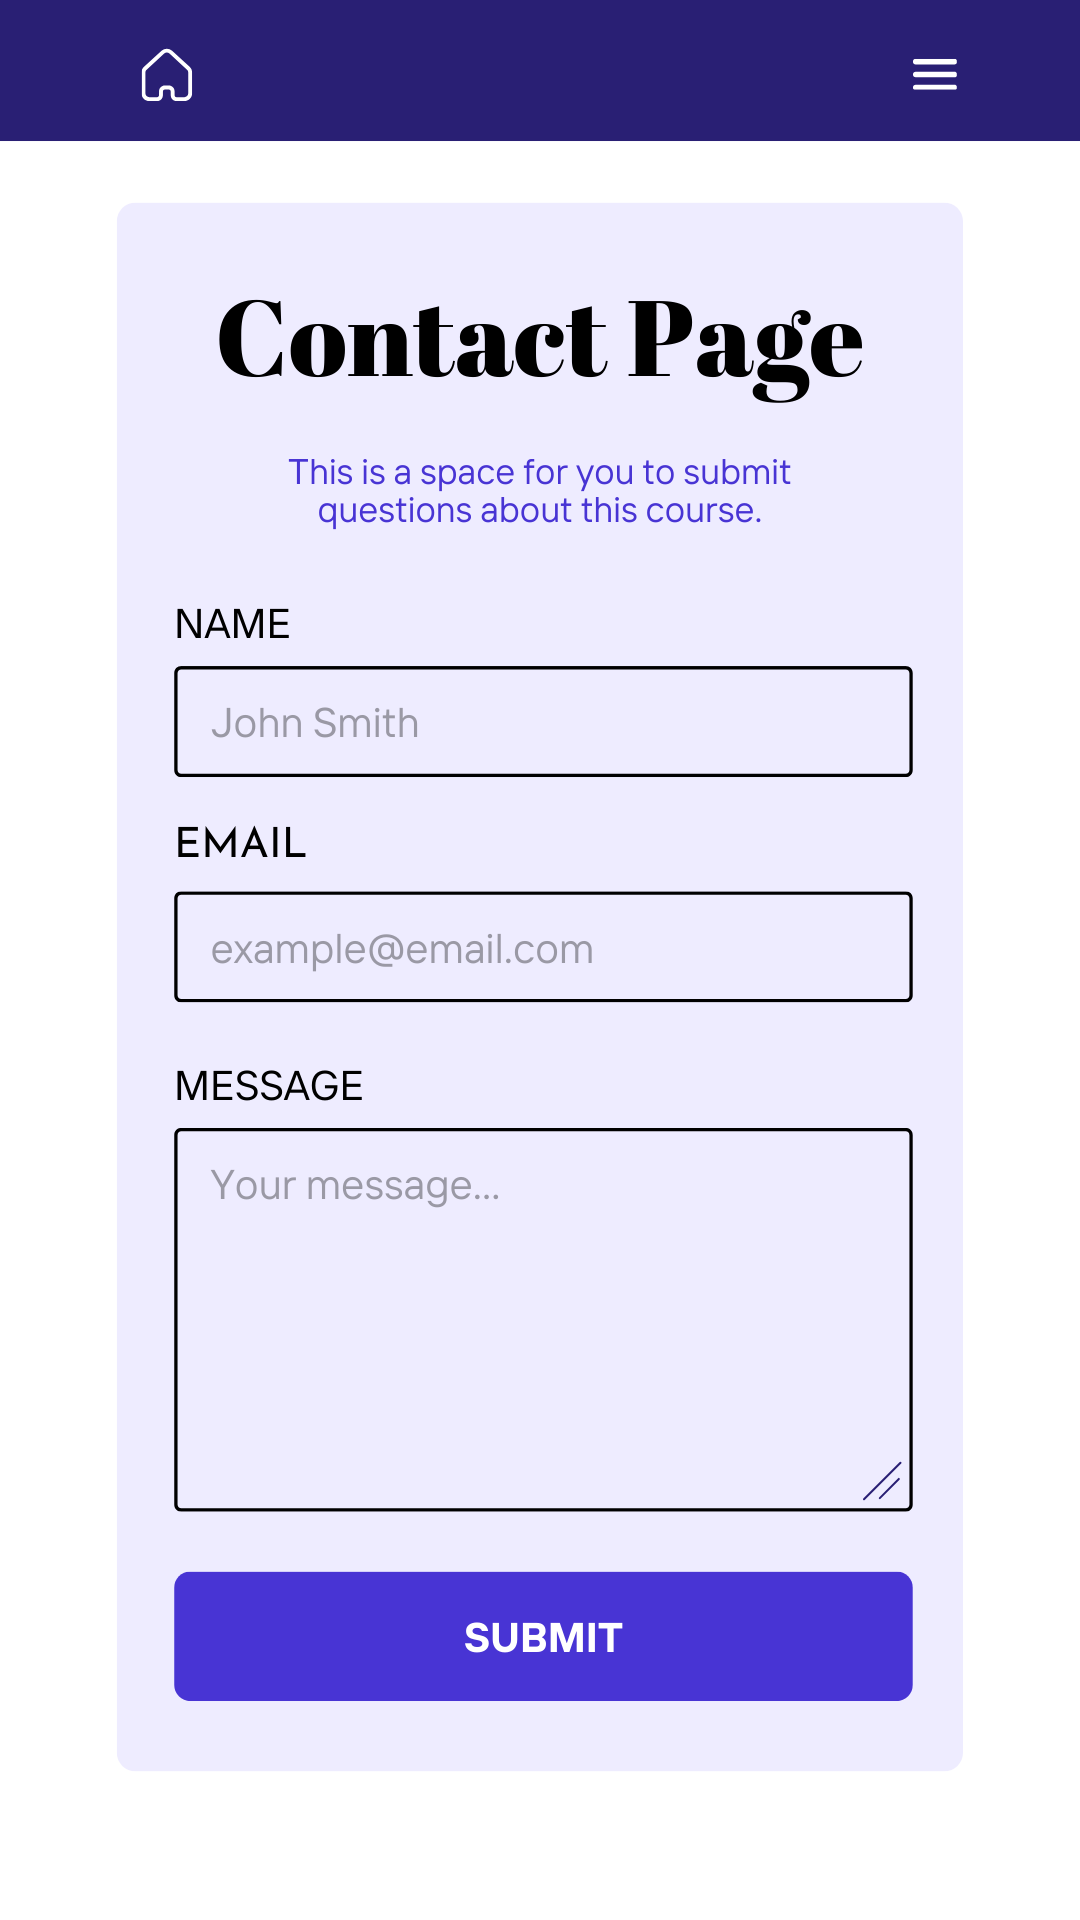 Contact Page
This is a space for you to submit
questions about this course.
NAME
John Smith
EMAIL
example@email.com
MESSAGE
Your message...
SUBMIT